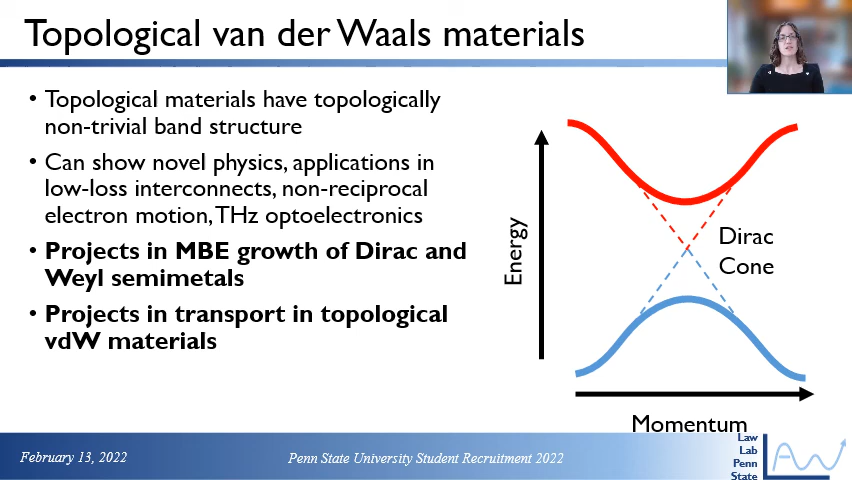 Topological van der Waals materials
• Topological materials have topologically
non-trivial band structure
• Can show novel physics, applications in
low-loss interconnects, non-reciprocal
electron motion, THz optoelectronics
• Projects in MBE growth of Dirac and
Weyl semimetals
• Projects in transport in topological
vdW materials
Energy
Dirac
Cone
Momentum
February 13, 2022
Penn State University Student Recruitment 2022
Law
Lab
Penn
State